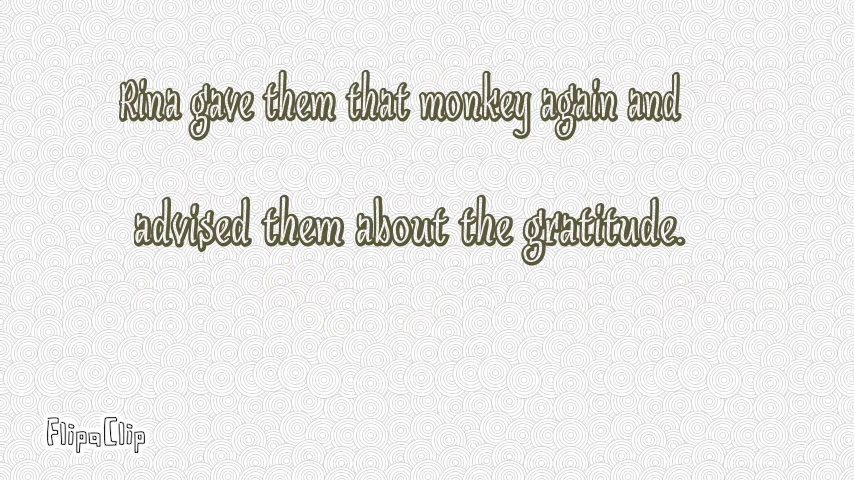 Rina gave them that monkey again and
advised them about the gratitude.
FlipaClip